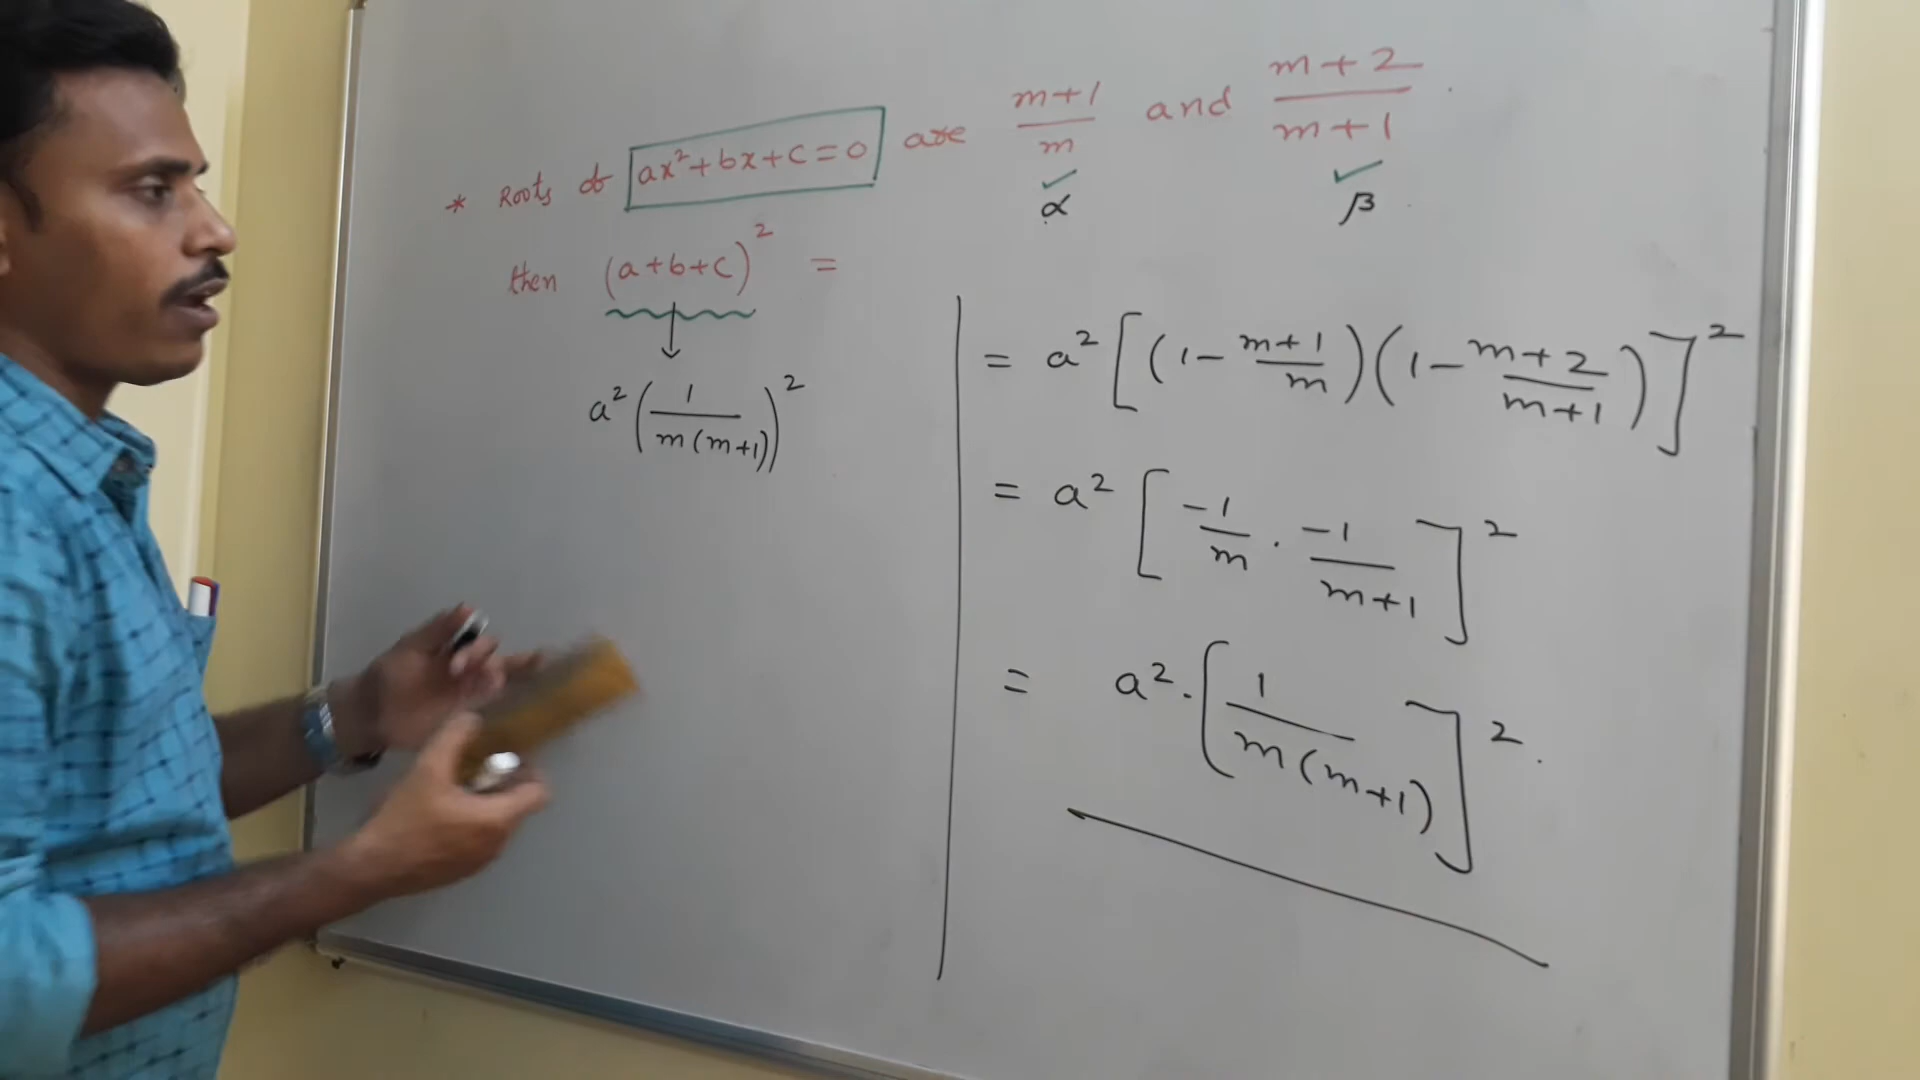 * Roots of ax²+bx+c=0 are (m+1)/m and (m+2)/(m+1).
α β
then (a+b+c)² =
a² (1/(m(m+1)))²
= a² [(1 - (m+1)/m)(1 - (m+2)/(m+1))]²
= a² [-1/m · -1/(m+1)]²
= a² · [1/(m(m+1))]².